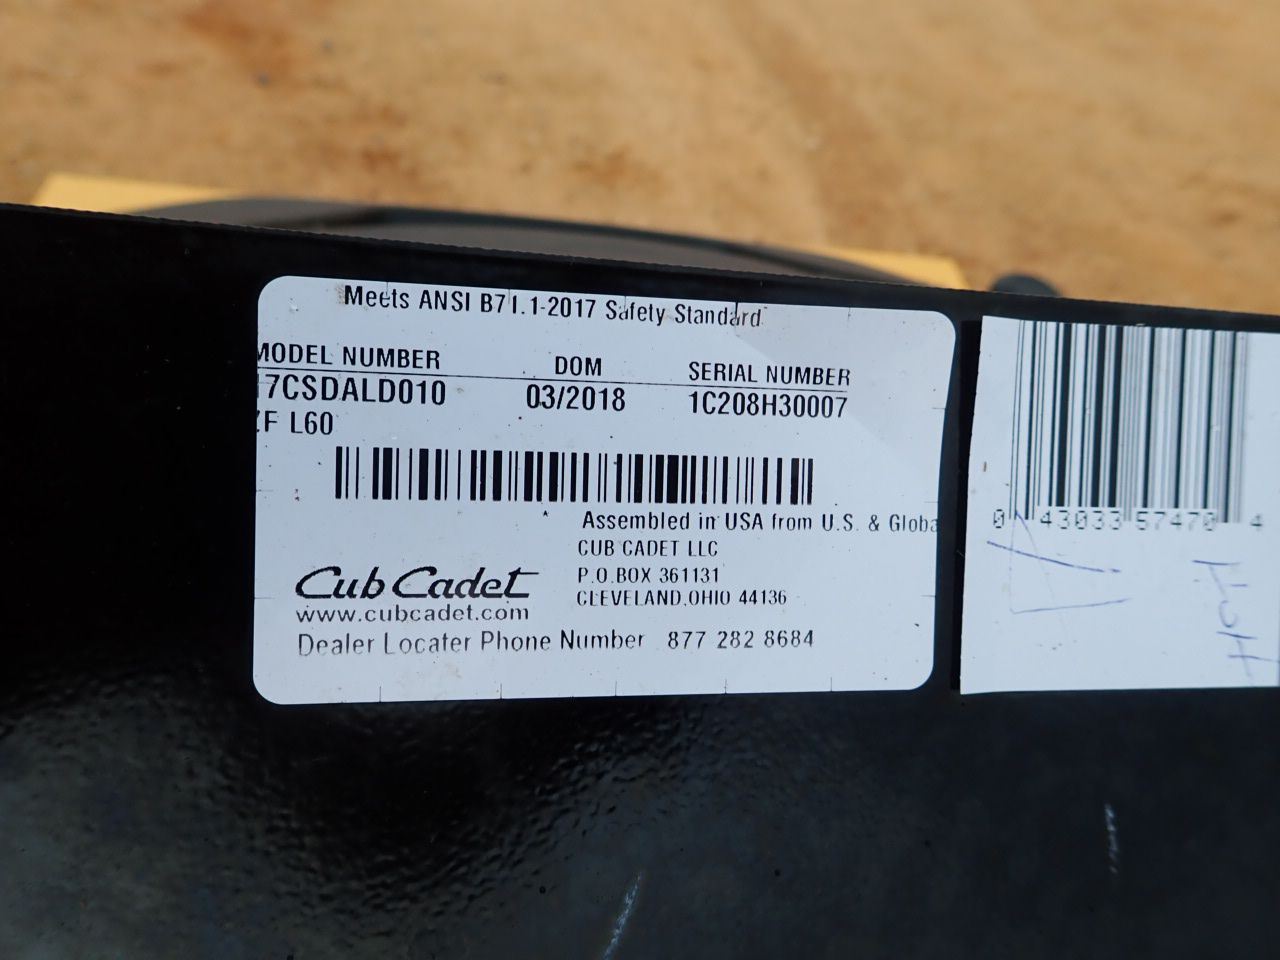 Meets ANSI B71.1-2017 Safety Standard
MODEL NUMBER DOM SERIAL NUMBER
17CSDALD010 03/2018 1C208H30007
ZF L60
Assembled in USA from U.S. & Globa
CUB CADET LLC
P.O.BOX 361131
CLEVELAND,OHIO 44136
Cub Cadet
www.cubcadet.com
Dealer Locater Phone Number 877 282 8684
0 43033 57470 4